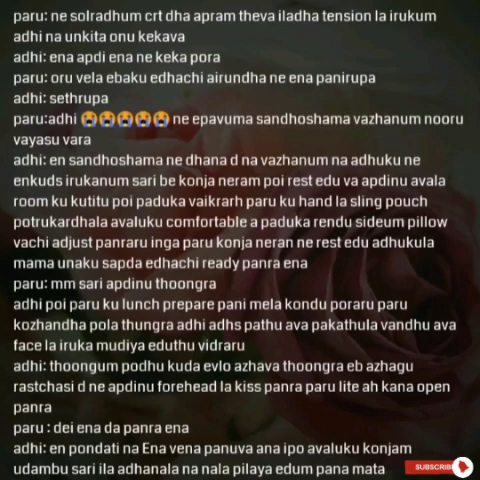 paru: ne solradhum crt dha apram theva iladha tension la irukum
adhi na unkita onu kekava
adhi: ena apdi ena ne keka pora
paru: oru vela ebaku edhachi airundha ne ena panirupa
adhi: sethrupa
paru:adhi 😭😭😭😭😭 ne epavuma sandhoshama vazhanum nooru
vayasu vara
adhi: en sandhoshama ne dhana d na vazhanum na adhuku ne
enkuds irukanum sari be konja neram poi rest edu va apdinu avala
room ku kutitu poi paduka vaikrarh paru ku hand la sling pouch
potrukardhala avaluku comfortable a paduka rendu sideum pillow
vachi adjust panraru inga paru konja neran ne rest edu adhukula
mama unaku sapda edhachi ready panra ena
paru: mm sari apdinu thoongra
adhi poi paru ku lunch prepare pani mela kondu poraru paru
kozhandha pola thungra adhi adhs pathu ava pakathula vandhu ava
face la iruka mudiya eduthu vidraru
adhi: thoongum podhu kuda evlo azhava thoongra eb azhagu
rastchasi d ne apdinu forehead la kiss panra paru lite ah kana open
panra
paru : dei ena da panra ena
adhi: en pondati na Ena vena panuva ana ipo avaluku konjam
udambu sari ila adhanala na nala pilaya edum pana mata
SUBSCRIBE